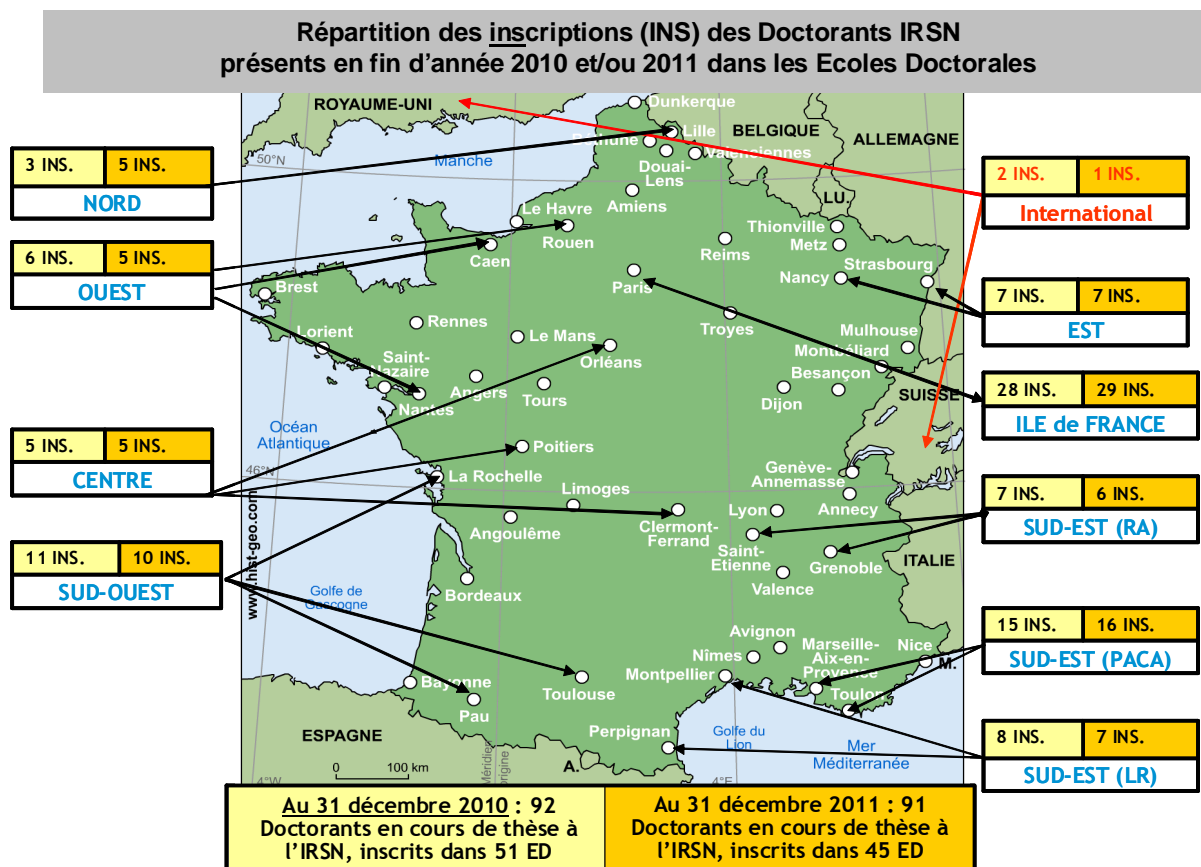 Répartition des inscriptions (INS) des Doctorants IRSN
présents en fin d'année 2010 et/ou 2011 dans les Ecoles Doctorales
3 INS. 5 INS.
NORD
6 INS. 5 INS.
OUEST
5 INS. 5 INS.
CENTRE
11 INS. 10 INS.
SUD-OUEST
ROYAUME-UNI
Dunkerque
Lille
BELGIQUE
ALLEMAGNE
50°N
Manche
Béthune
Valenciennes
Douai-
Lens
Amiens
LU.
Le Havre
Rouen
Caen
Thionville
Metz
Reims
Nancy
Strasbourg
Paris
Brest
Rennes
Le Mans
Troyes
Mulhouse
Lorient
Orléans
Montbéliard
Saint-
Nazaire
Besançon
Nantes
Angers
Tours
Dijon
SUISSE
Océan
Atlantique
Poitiers
46°N
La Rochelle
Genève-
Annemasse
Limoges
Annecy
Lyon
Angoulême
Clermont-
Ferrand
Saint-
Etienne
Grenoble
ITALIE
www.hist-geo.com
Valence
Bordeaux
Golfe de
Gascogne
Avignon
Nîmes
Marseille-
Aix-en-
Provence
Nice
M.
Montpellier
Toulon
Bayonne
Toulouse
Pau
Perpignan
Golfe du
Lion
Mer
Méditerranée
ESPAGNE
A.
0 100 km
Méridien
origine
4°W
4°E
2 INS. 1 INS.
International
7 INS. 7 INS.
EST
28 INS. 29 INS.
ILE de FRANCE
7 INS. 6 INS.
SUD-EST (RA)
15 INS. 16 INS.
SUD-EST (PACA)
8 INS. 7 INS.
SUD-EST (LR)
Au 31 décembre 2010 : 92
Doctorants en cours de thèse à
l'IRSN, inscrits dans 51 ED
Au 31 décembre 2011 : 91
Doctorants en cours de thèse à
l'IRSN, inscrits dans 45 ED